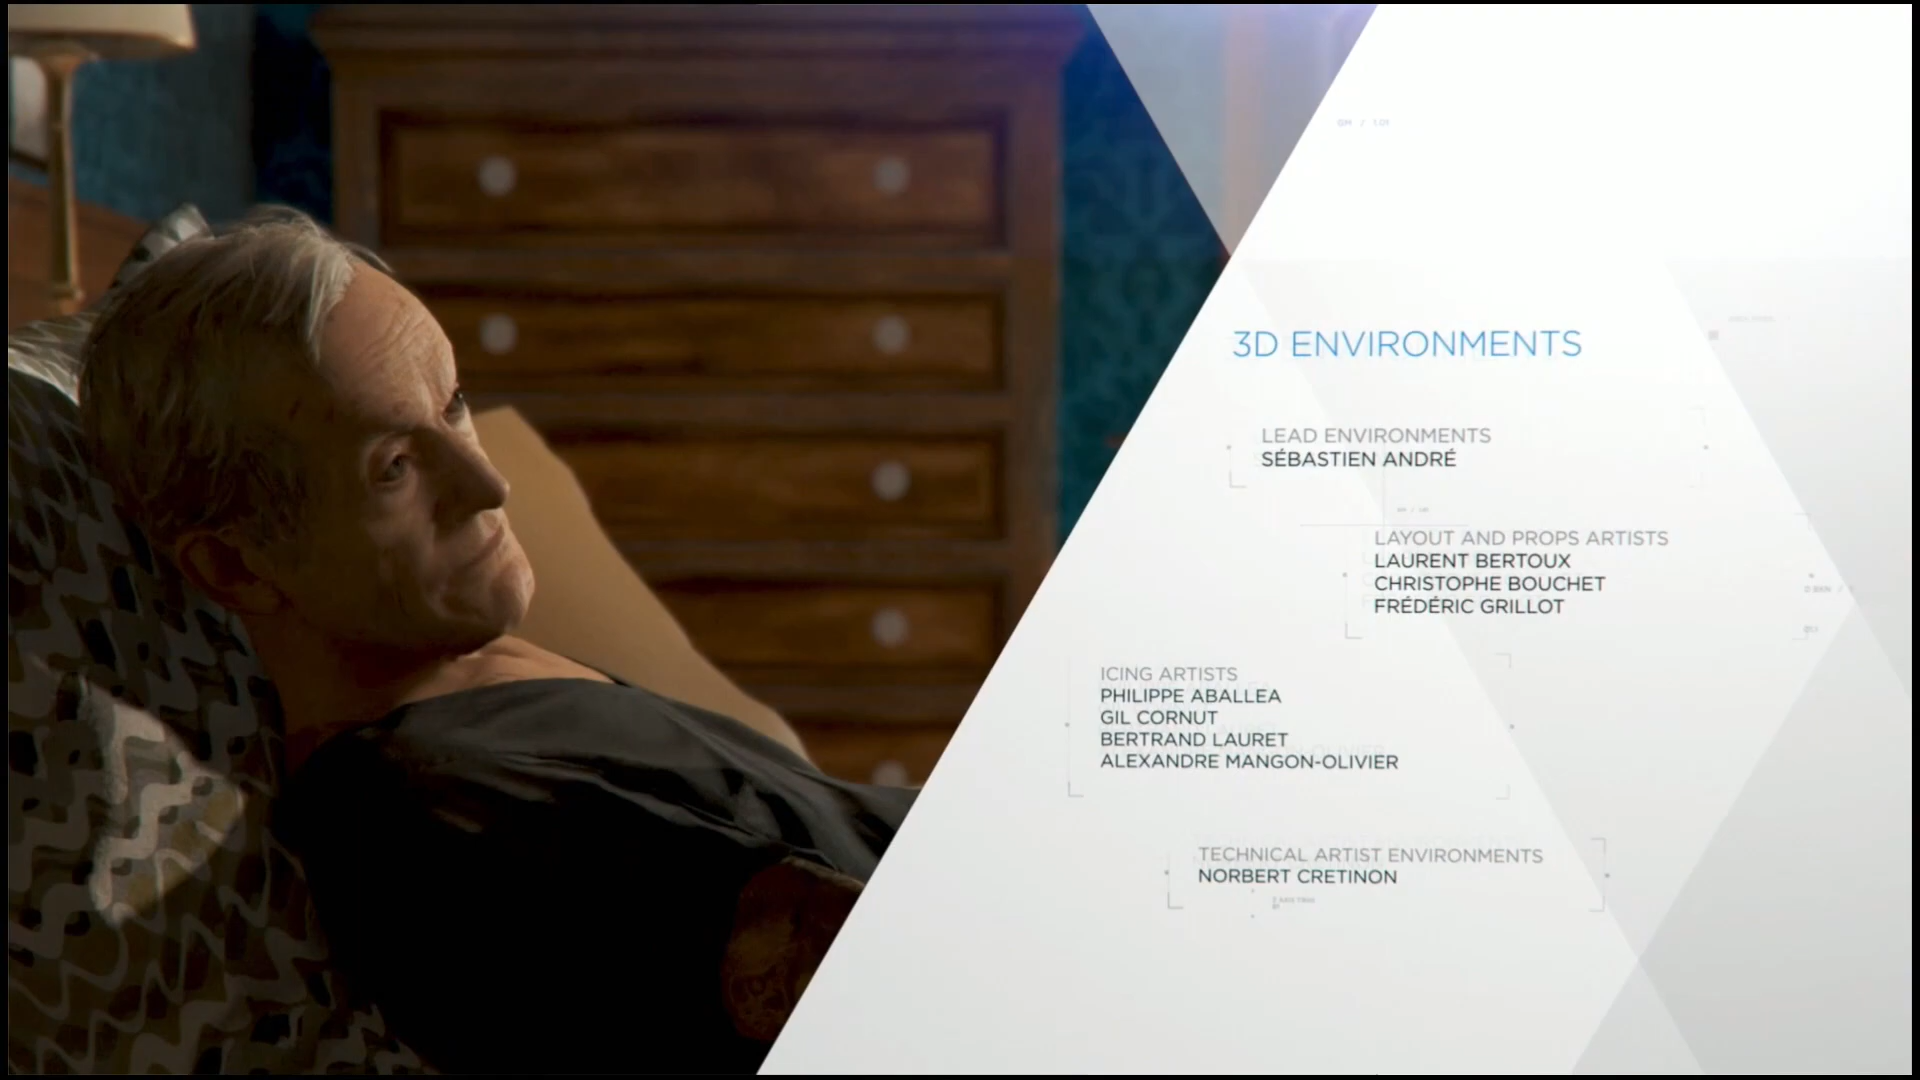 3D ENVIRONMENTS
LEAD ENVIRONMENTS
SÉBASTIEN ANDRÉ
LAYOUT AND PROPS ARTISTS
LAURENT BERTOUX
CHRISTOPHE BOUCHET
FRÉDÉRIC GRILLOT
ICING ARTISTS
PHILIPPE ABALLEA
GIL CORNUT
BERTRAND LAURET
ALEXANDRE MANGON-OLIVIER
TECHNICAL ARTIST ENVIRONMENTS
NORBERT CRETINON